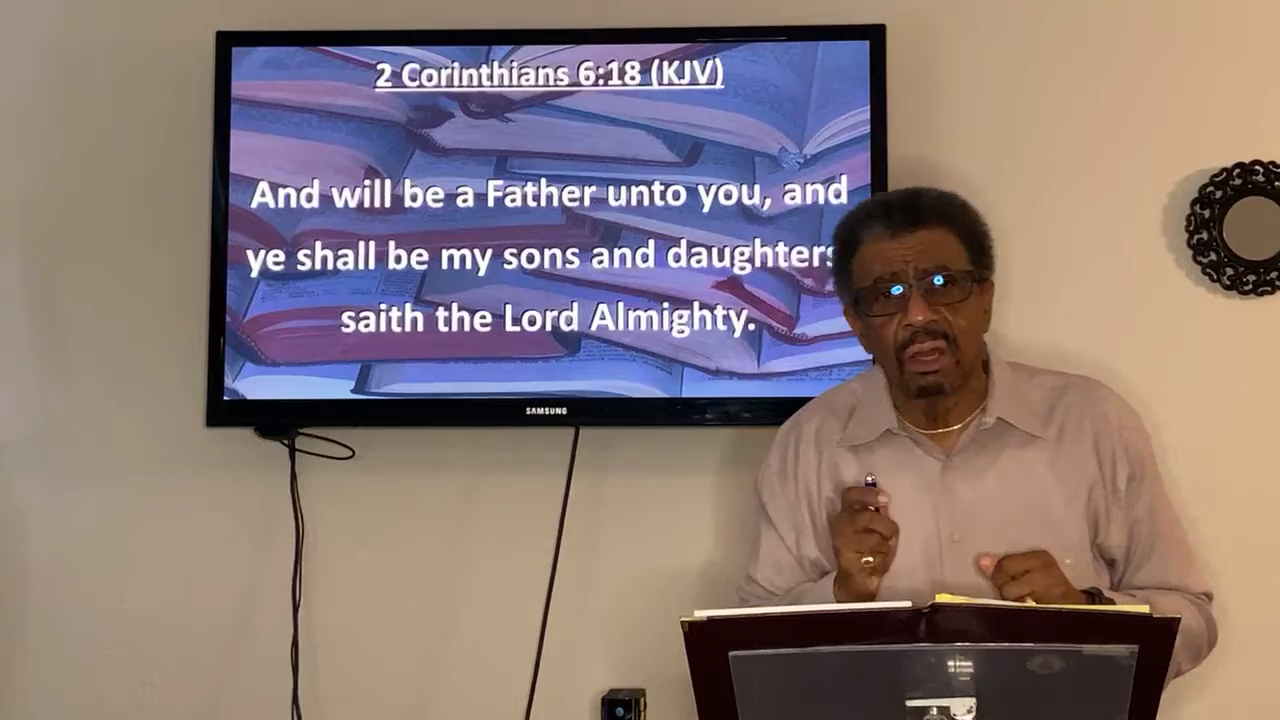 2 Corinthians 6:18 (KJV)
And will be a Father unto you, and
ye shall be my sons and daughters
saith the Lord Almighty.
SAMSUNG